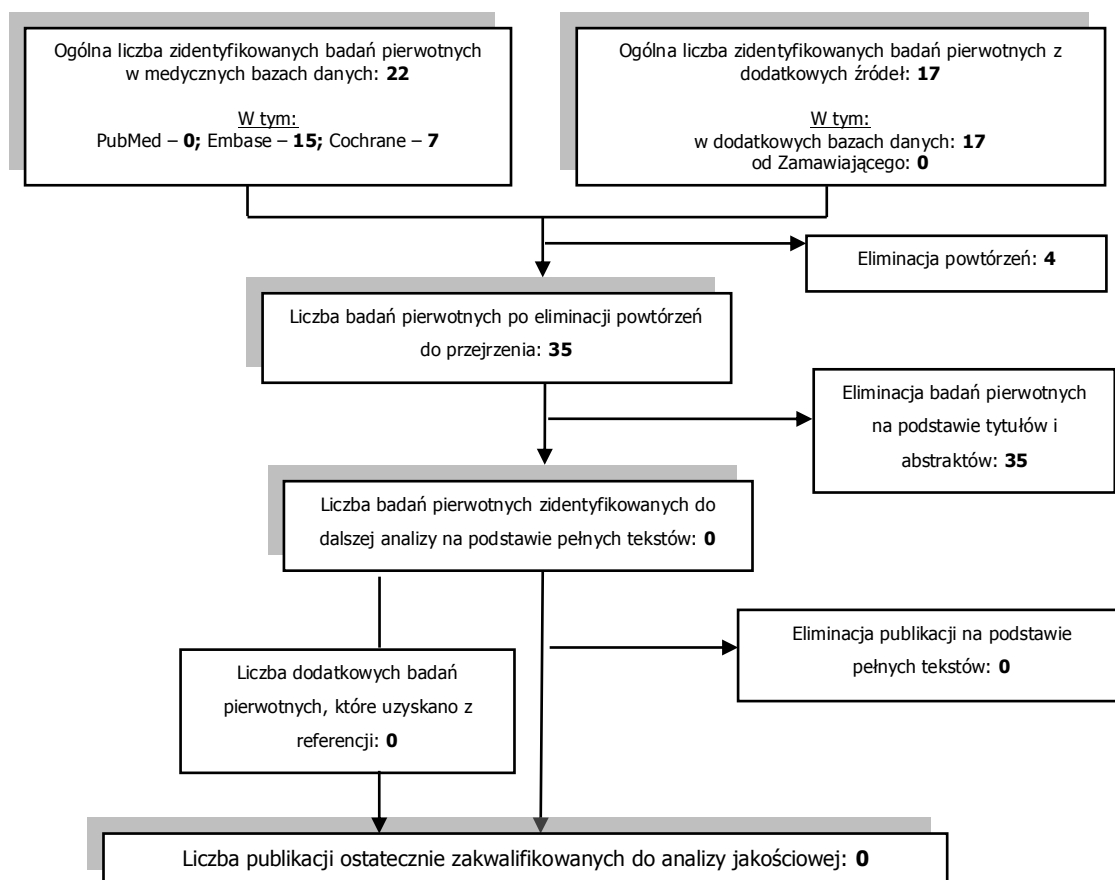 Ogólna liczba zidentyfikowanych badań pierwotnych
w medycznych bazach danych: 22
W tym:
PubMed – 0; Embase – 15; Cochrane – 7
Ogólna liczba zidentyfikowanych badań pierwotnych z
dodatkowych źródeł: 17
W tym:
w dodatkowych bazach danych: 17
od Zamawiającego: 0
Eliminacja powtórzeń: 4
Liczba badań pierwotnych po eliminacji powtórzeń
do przejrzenia: 35
Eliminacja badań pierwotnych
na podstawie tytułów i
abstraktów: 35
Liczba badań pierwotnych zidentyfikowanych do
dalszej analizy na podstawie pełnych tekstów: 0
Eliminacja publikacji na podstawie
pełnych tekstów: 0
Liczba dodatkowych badań
pierwotnych, które uzyskano z
referencji: 0
Liczba publikacji ostatecznie zakwalifikowanych do analizy jakościowej: 0